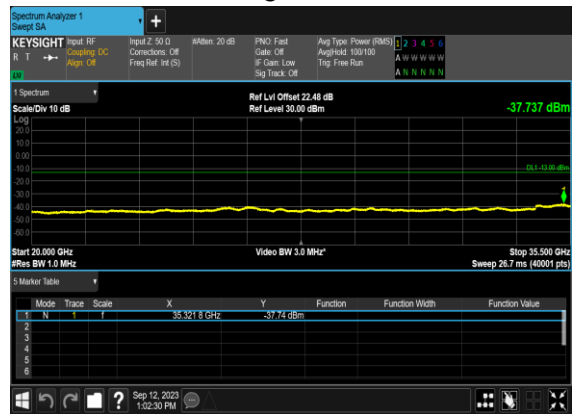 Spectrum Analyzer 1
Swept SA
+
KEYSIGHT Input: RF Input Z: 50 Ω #Atten: 20 dB PNO: Fast Avg Type: Power (RMS) 1 2 3 4 5 6
R T Coupling: DC Corrections: Off Gate: Off Avg|Hold: 100/100 A W W W W W
Align: Off Freq Ref: Int (S) IF Gain: Low Trig: Free Run
Sig Track: Off A N N N N N
1 Spectrum
Ref Lvl Offset 22.48 dB
Scale/Div 10 dB Ref Level 30.00 dBm -37.737 dBm
Log
20.0
10.0
0.00
-10.0 DL1 -13.00 dBm
-20.0
-30.0 1
-40.0
-50.0
-60.0
Start 20.000 GHz Video BW 3.0 MHz* Stop 35.500 GHz
#Res BW 1.0 MHz Sweep 26.7 ms (40001 pts)
5 Marker Table
Mode Trace Scale X Y Function Function Width Function Value
1 N 1 f 35.321 8 GHz -37.74 dBm
2
3
4
5
6
? Sep 12, 2023
1:02:30 PM